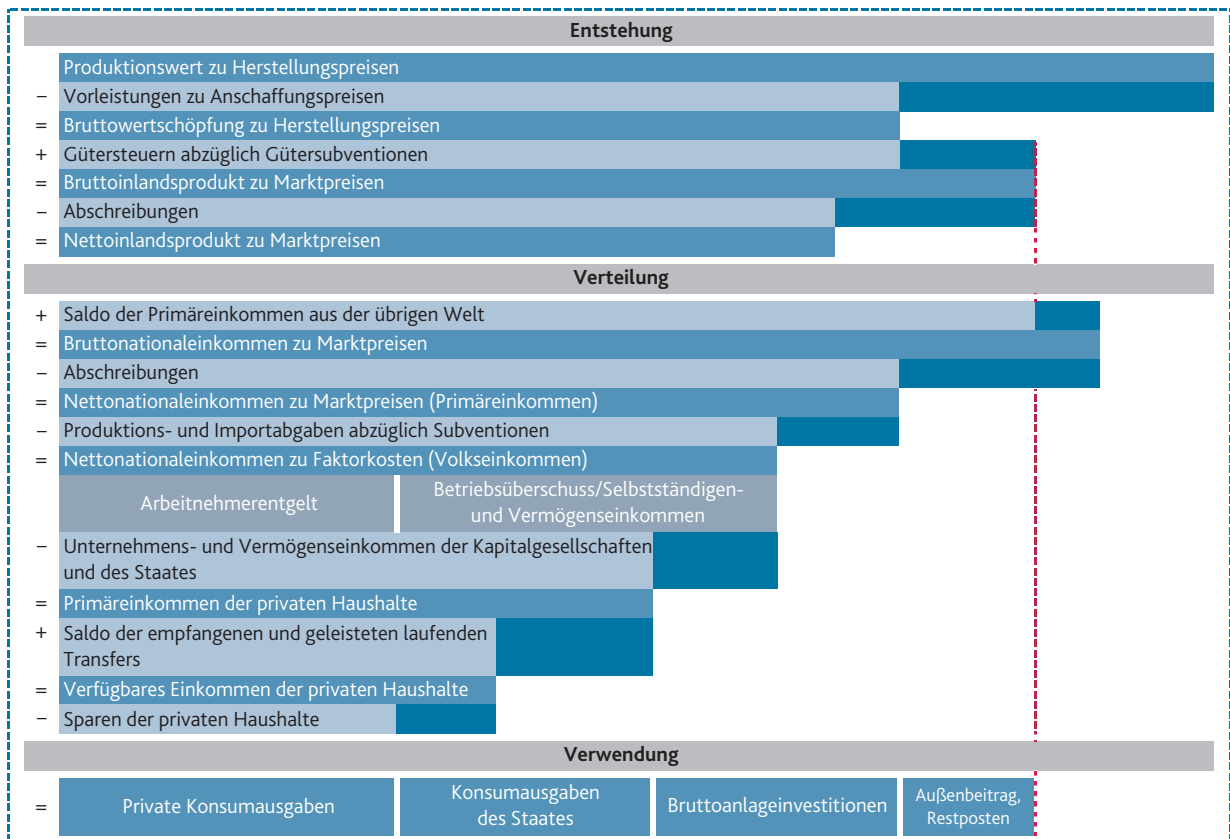 Entstehung
Produktionswert zu Herstellungspreisen
– Vorleistungen zu Anschaffungspreisen
= Bruttowertschöpfung zu Herstellungspreisen
+ Gütersteuern abzüglich Gütersubventionen
= Bruttoinlandsprodukt zu Marktpreisen
– Abschreibungen
= Nettoinlandsprodukt zu Marktpreisen
Verteilung
+ Saldo der Primäreinkommen aus der übrigen Welt
= Bruttonationaleinkommen zu Marktpreisen
– Abschreibungen
= Nettonationaleinkommen zu Marktpreisen (Primäreinkommen)
– Produktions- und Importabgaben abzüglich Subventionen
= Nettonationaleinkommen zu Faktorkosten (Volkseinkommen)
Arbeitnehmerentgelt
Betriebsüberschuss/Selbstständigen-
und Vermögenseinkommen
– Unternehmens- und Vermögenseinkommen der Kapitalgesellschaften
und des Staates
= Primäreinkommen der privaten Haushalte
+ Saldo der empfangenen und geleisteten laufenden
Transfers
= Verfügbares Einkommen der privaten Haushalte
– Sparen der privaten Haushalte
Verwendung
= Private Konsumausgaben
Konsumausgaben
des Staates
Bruttoanlageinvestitionen
Außenbeitrag,
Restposten